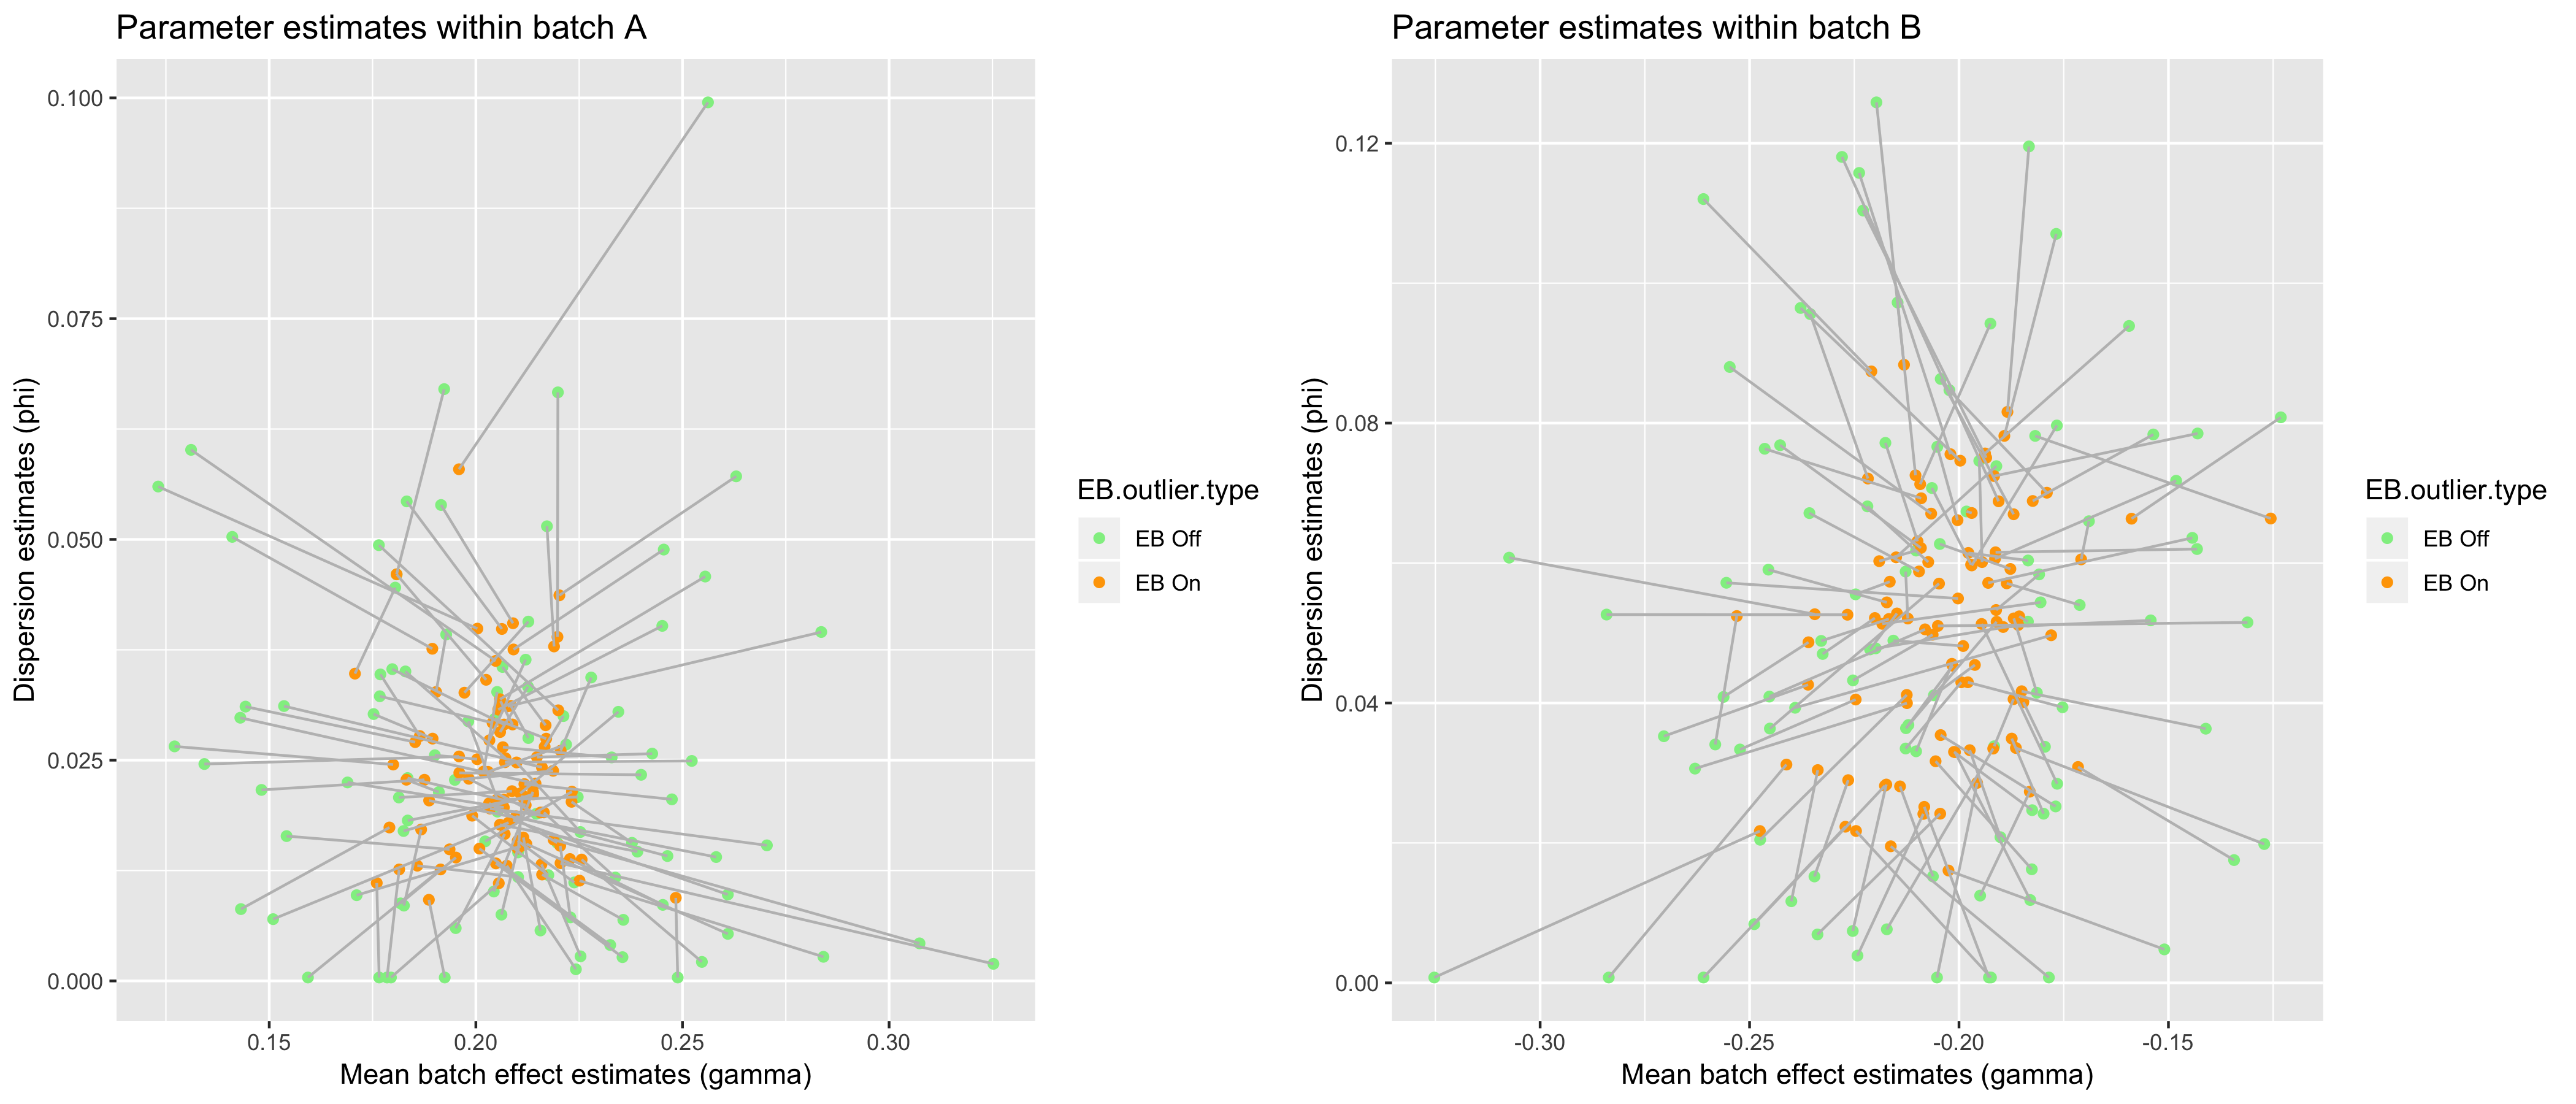 Parameter estimates within batch A
Dispersion estimates (phi)
0.100
0.075
0.050
0.025
0.000
0.15 0.20 0.25 0.30
Mean batch effect estimates (gamma)
EB.outlier.type
EB Off
EB On
Parameter estimates within batch B
Dispersion estimates (phi)
0.12
0.08
0.04
0.00
-0.30 -0.25 -0.20 -0.15
Mean batch effect estimates (gamma)
EB.outlier.type
EB Off
EB On